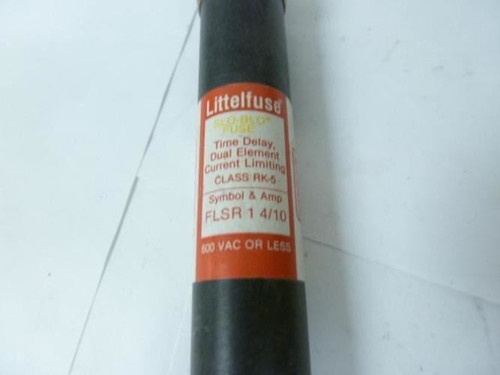 Littelfuse®
SLO-BLO®
FUSE
Time Delay,
Dual Element
Current Limiting
CLASS RK-5
Symbol & Amp
FLSR 1 4/10
600 VAC OR LESS